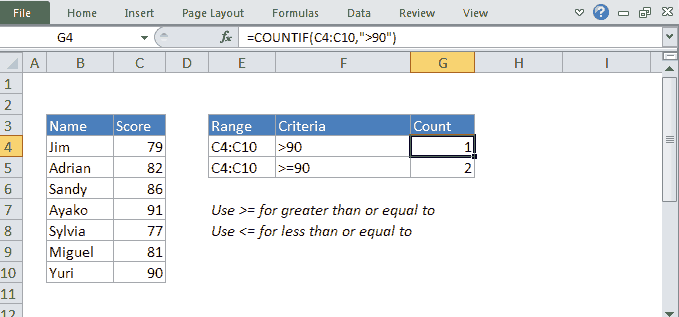 File Home Insert Page Layout Formulas Data Review View
G4 fx =COUNTIF(C4:C10,">90")
A B C D E F G H I
1
2
3 Name Score Range Criteria Count
4 Jim 79 C4:C10 >90 1
5 Adrian 82 C4:C10 >=90 2
6 Sandy 86
7 Ayako 91 Use >= for greater than or equal to
8 Sylvia 77 Use <= for less than or equal to
9 Miguel 81
10 Yuri 90
11
12